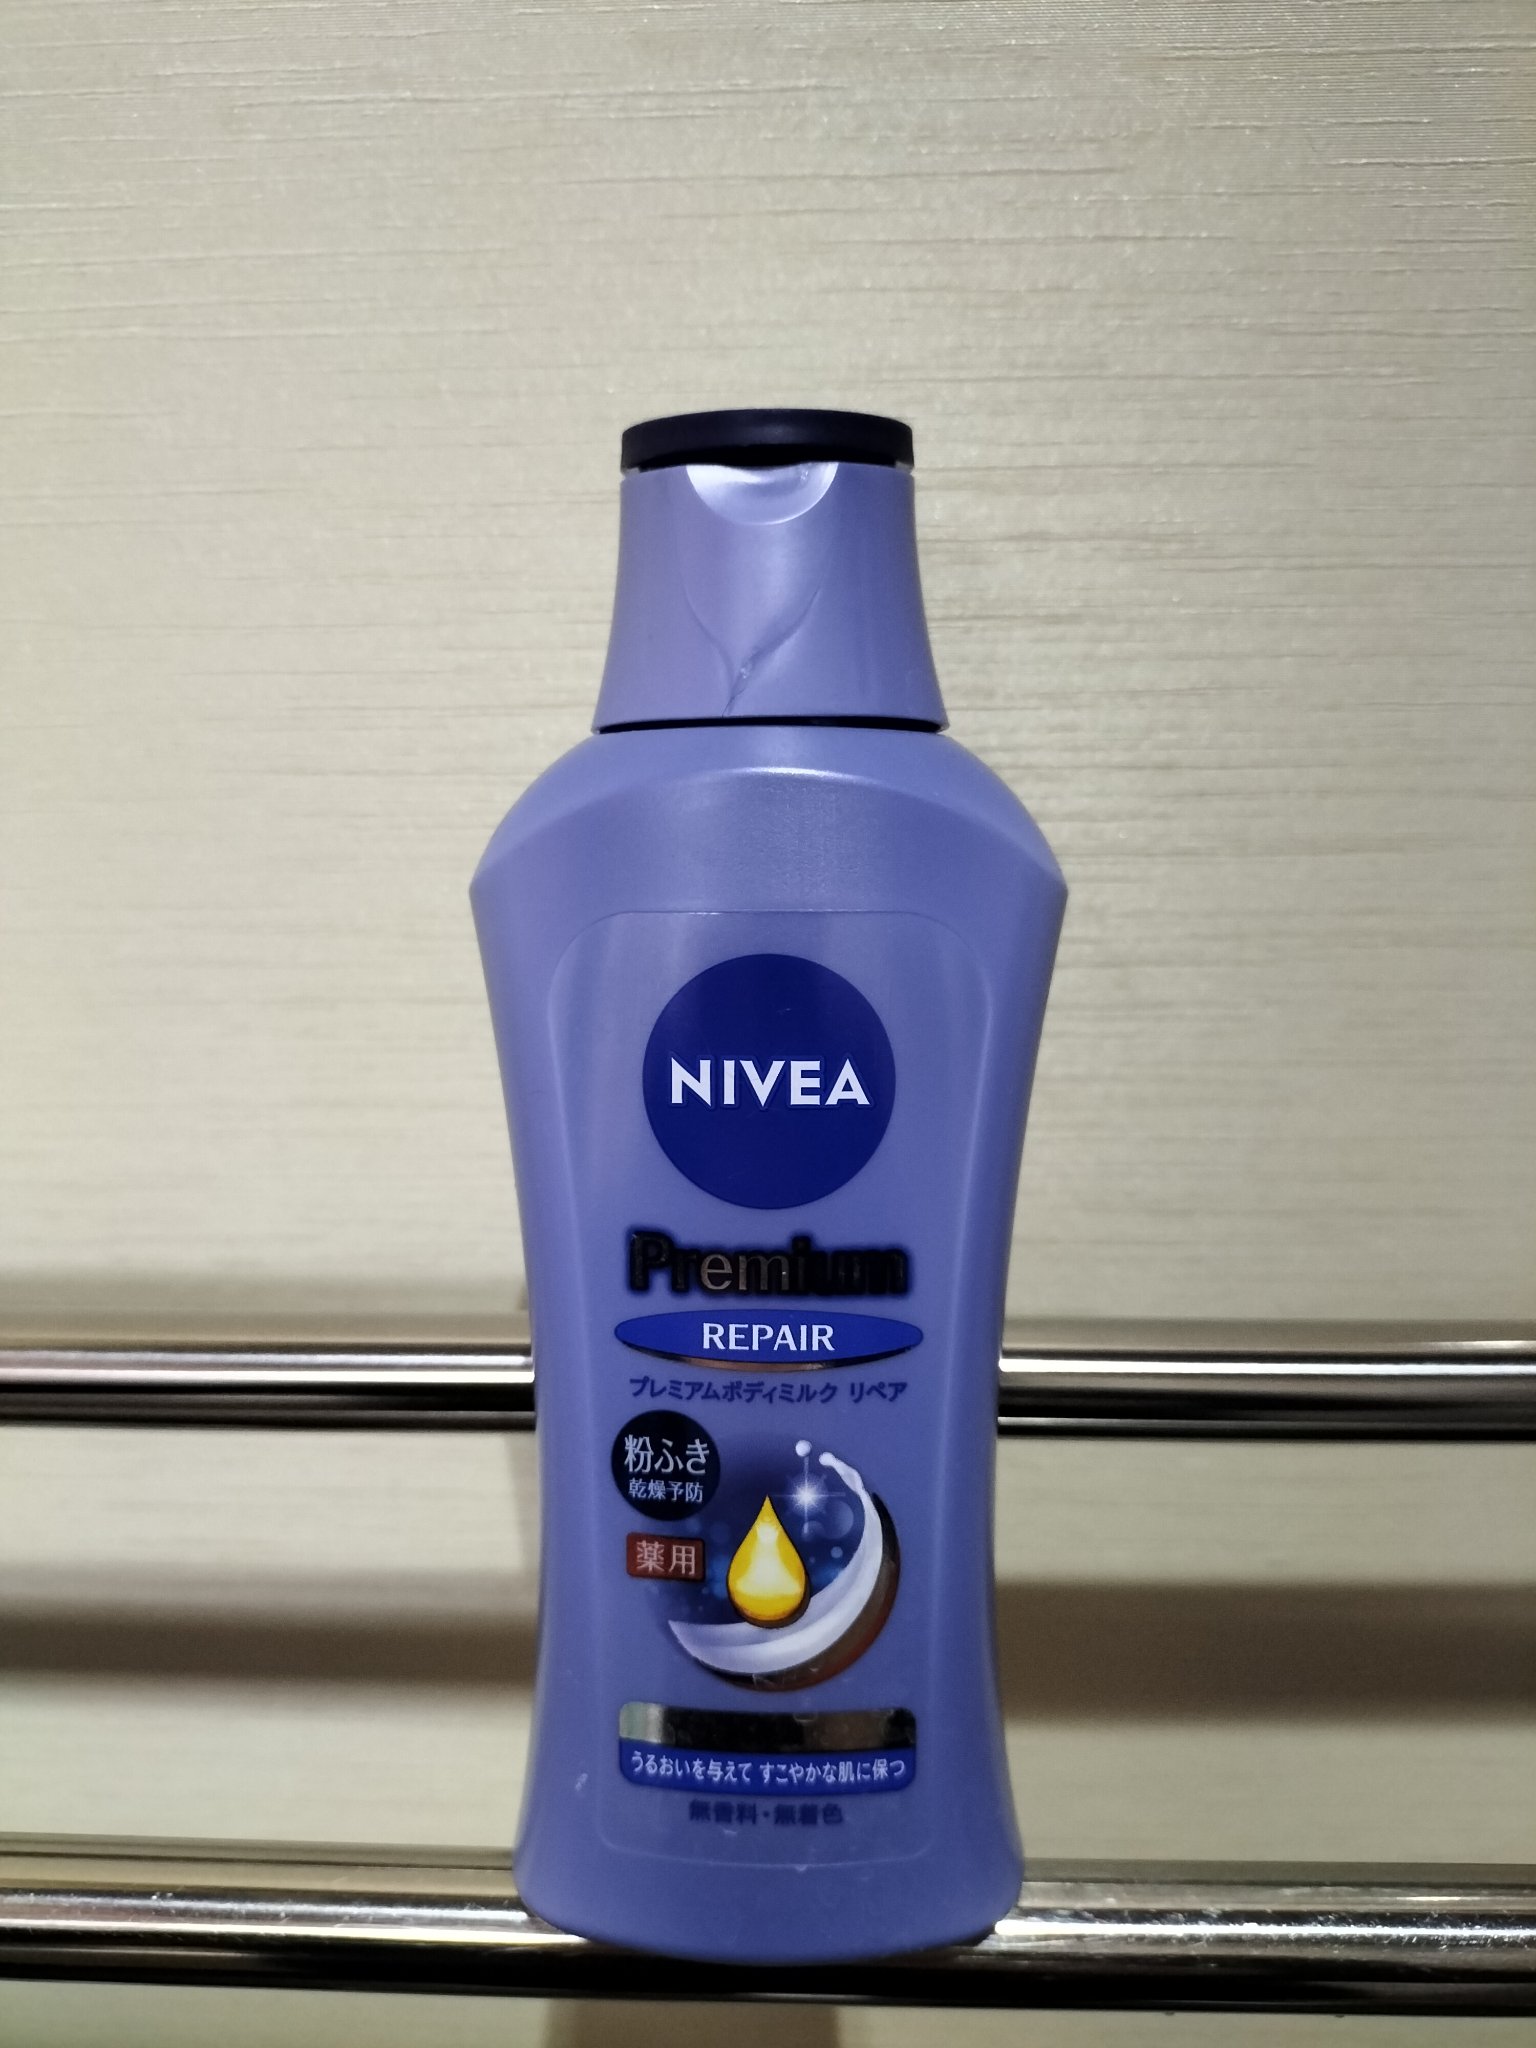 NIVEA
Premium
REPAIR
プレミアムボディミルク リペア
粉ふき
乾燥予防
薬用
うるおいを与えて すこやかな肌に保つ
無香料・無着色